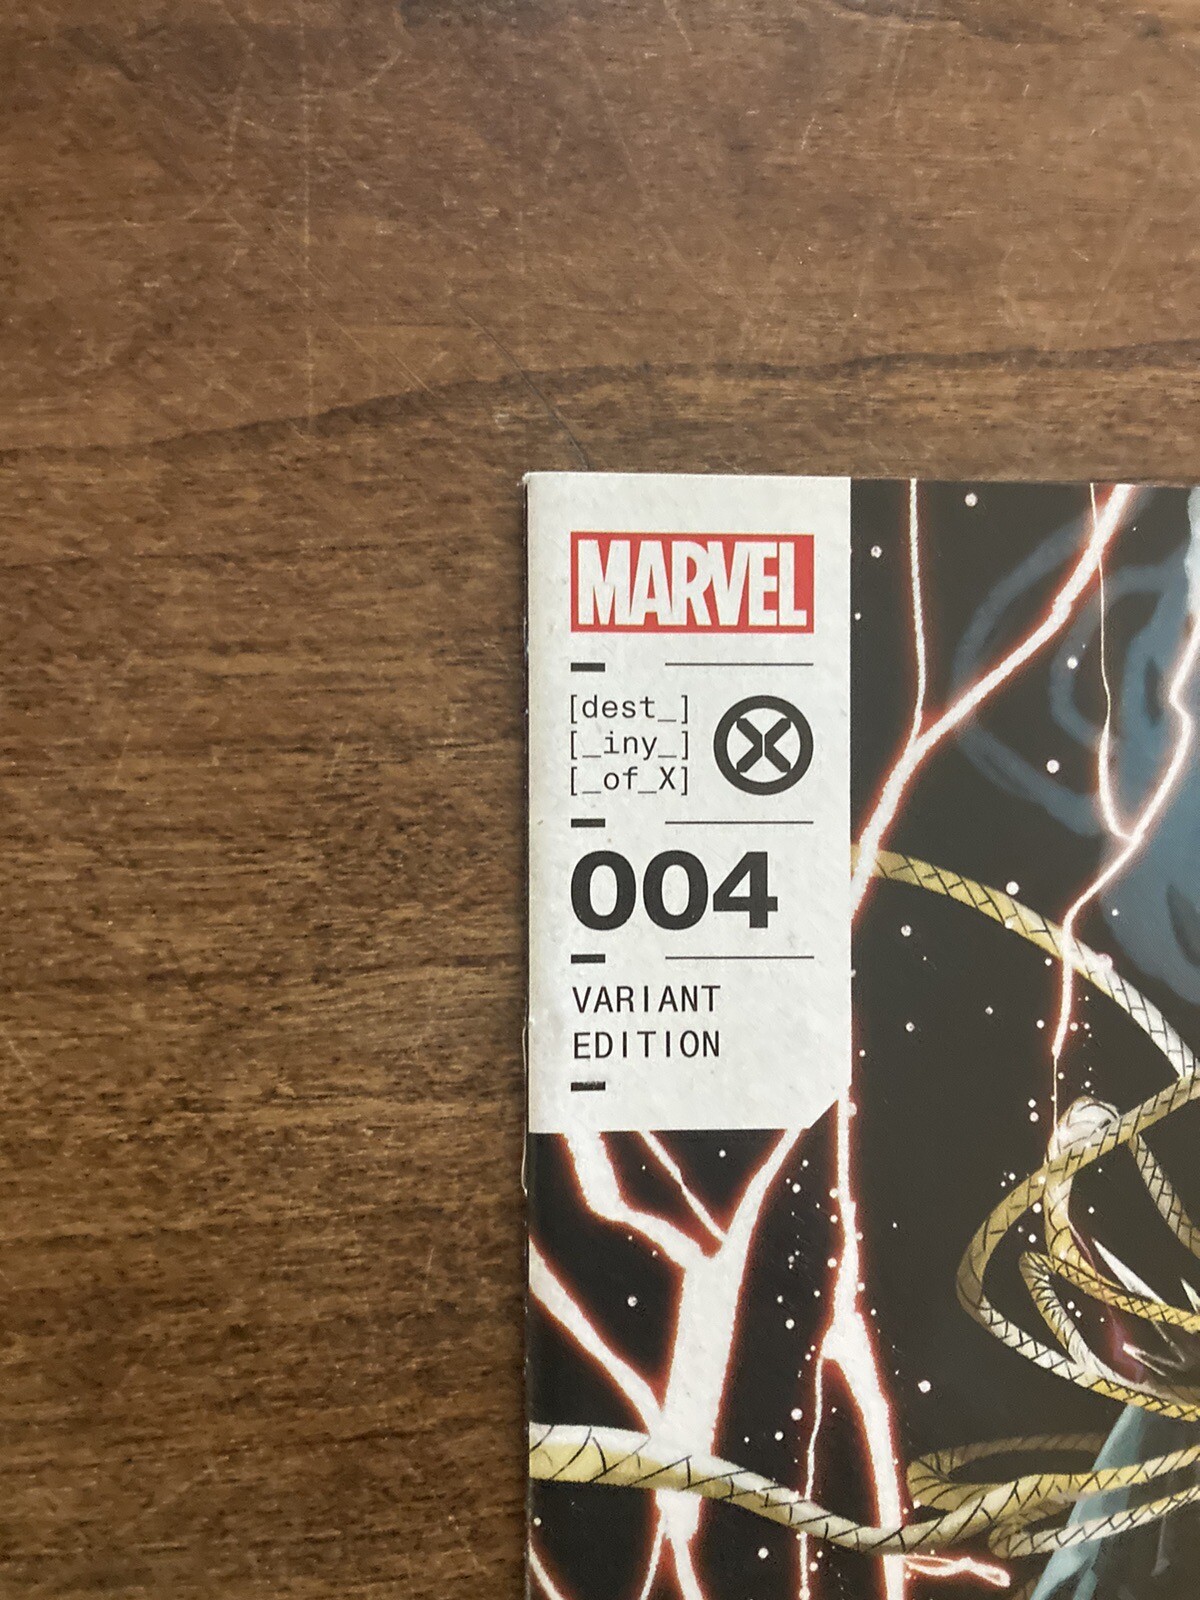 MARVEL
[dest_]
[_iny_]
[_of_X]
004
VARIANT
EDITION